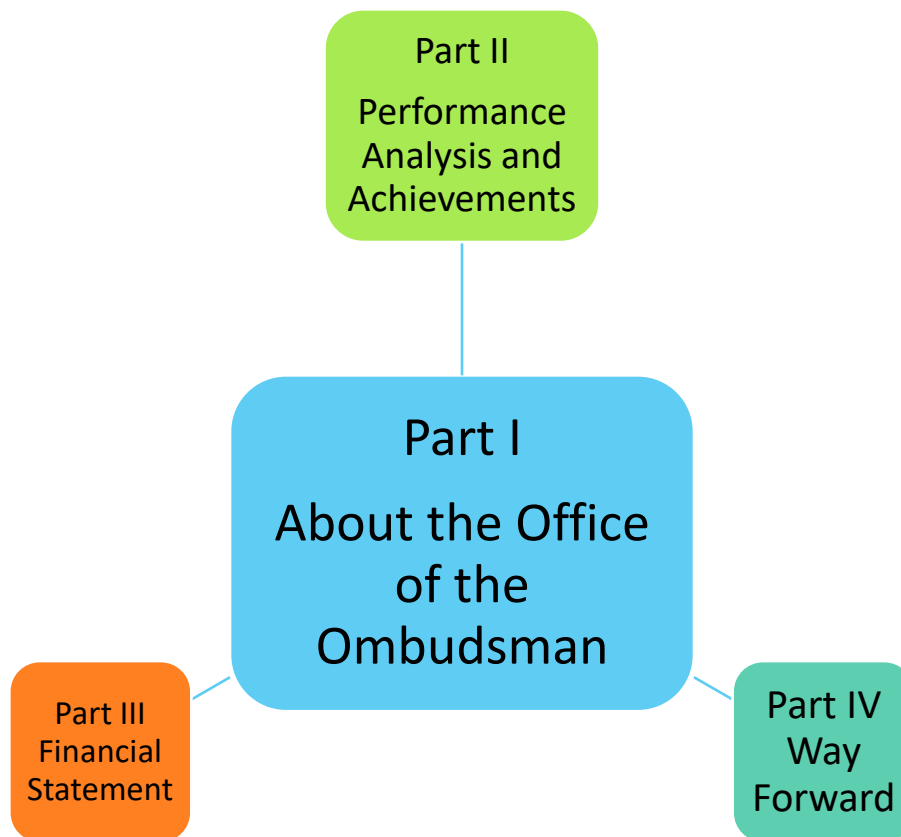 Part II
Performance
Analysis and
Achievements
Part I
About the Office
of the
Ombudsman
Part III
Financial
Statement
Part IV
Way
Forward